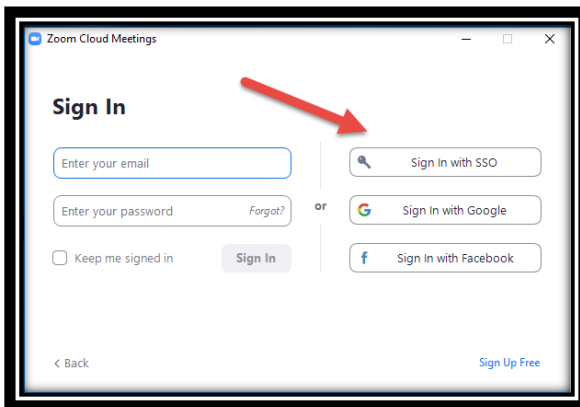 Zoom Cloud Meetings
Sign In
Enter your email
Enter your password Forgot?
Keep me signed in Sign In
or
Sign In with SSO
Sign In with Google
Sign In with Facebook
< Back
Sign Up Free